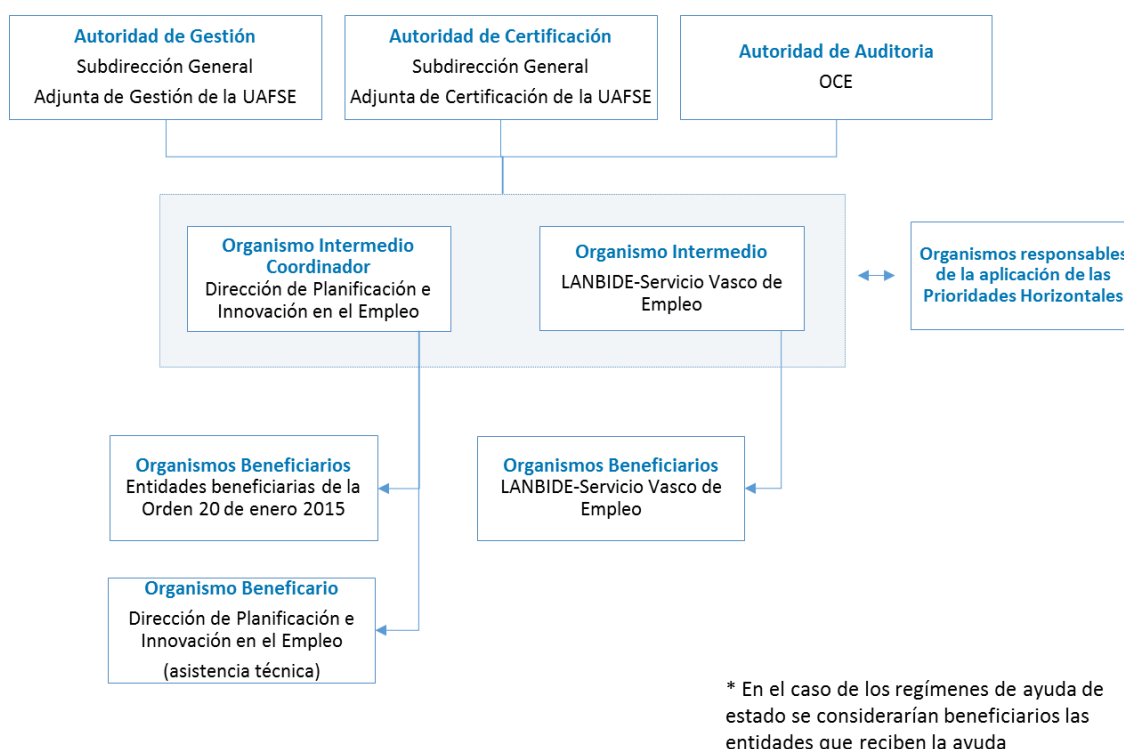 Autoridad de Gestión
Subdirección General
Adjunta de Gestión de la UAFSE
Autoridad de Certificación
Subdirección General
Adjunta de Certificación de la UAFSE
Autoridad de Auditoria
OCE
Organismo Intermedio
Coordinador
Dirección de Planificación e
Innovación en el Empleo
Organismo Intermedio
LANBIDE-Servicio Vasco de
Empleo
Organismos responsables
de la aplicación de las
Prioridades Horizontales
Organismos Beneficiarios
Entidades beneficiarias de la
Orden 20 de enero 2015
Organismos Beneficiarios
LANBIDE-Servicio Vasco de
Empleo
Organismo Beneficario
Dirección de Planificación e
Innovación en el Empleo
(asistencia técnica)
* En el caso de los regímenes de ayuda de
estado se considerarían beneficiarios las
entidades que reciben la ayuda